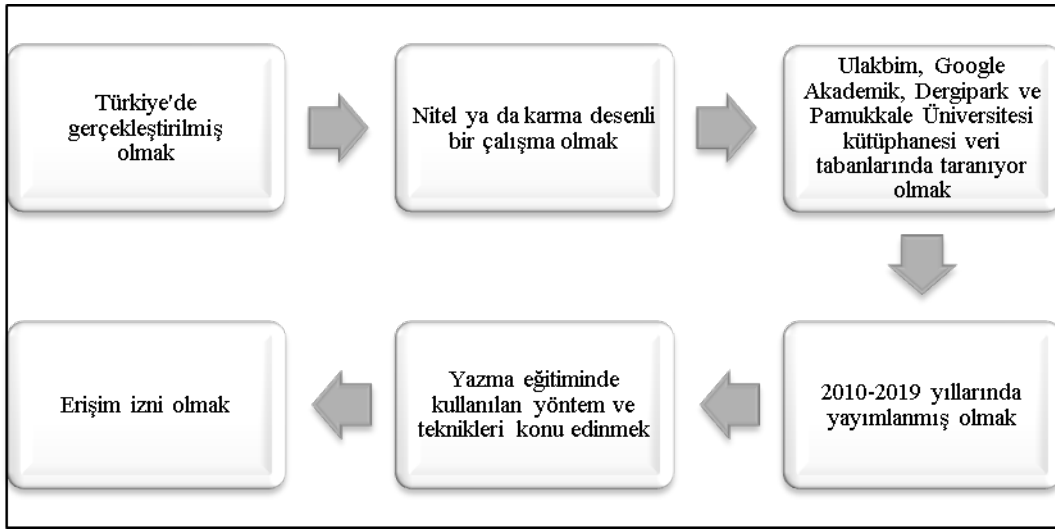 Türkiye'de
gerçekleştirilmiş
olmak
Nitel ya da karma desenli
bir çalışma olmak
Ulakbim, Google
Akademik, Dergipark ve
Pamukkale Üniversitesi
kütüphanesi veri
tabanlarında taranıyor
olmak
2010-2019 yıllarında
yayımlanmış olmak
Yazma eğitiminde
kullanılan yöntem ve
teknikleri konu edinmek
Erişim izni olmak